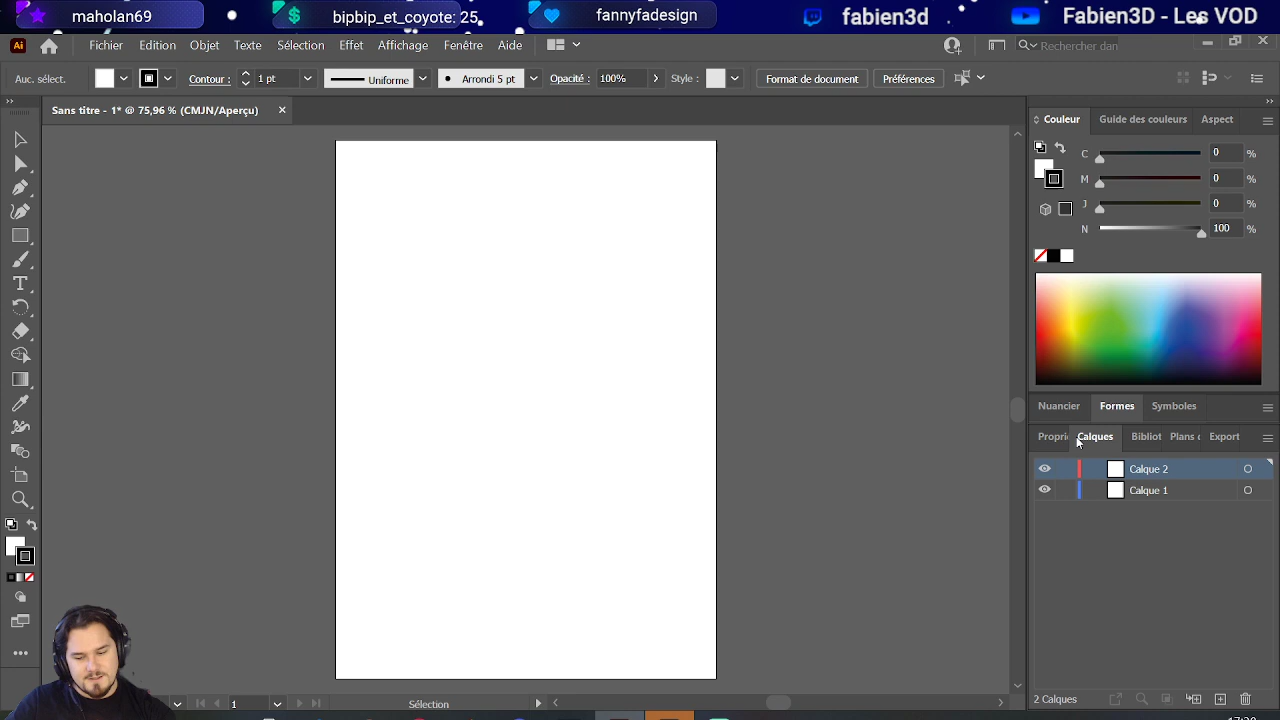 maholan69
bipbip_et_coyote: 25
fannyfadesign
fabien3d
Fabien3D - Les VOD
Ai
Fichier Edition Objet Texte Sélection Effet Affichage Fenêtre Aide
Rechercher dan
Auc. sélect.
Contour :
1 pt
Uniforme
Arrondi 5 pt
Opacité :
100%
Style :
Format de document
Préférences
Sans titre - 1* @ 75,96 % (CMJN/Aperçu)
Couleur Guide des couleurs Aspect
C 0 %
M 0 %
J 0 %
N 100 %
Nuancier Formes Symboles
Propri Calques Bibliot Plans d Export
Calque 2
Calque 1
2 Calques
1
Sélection